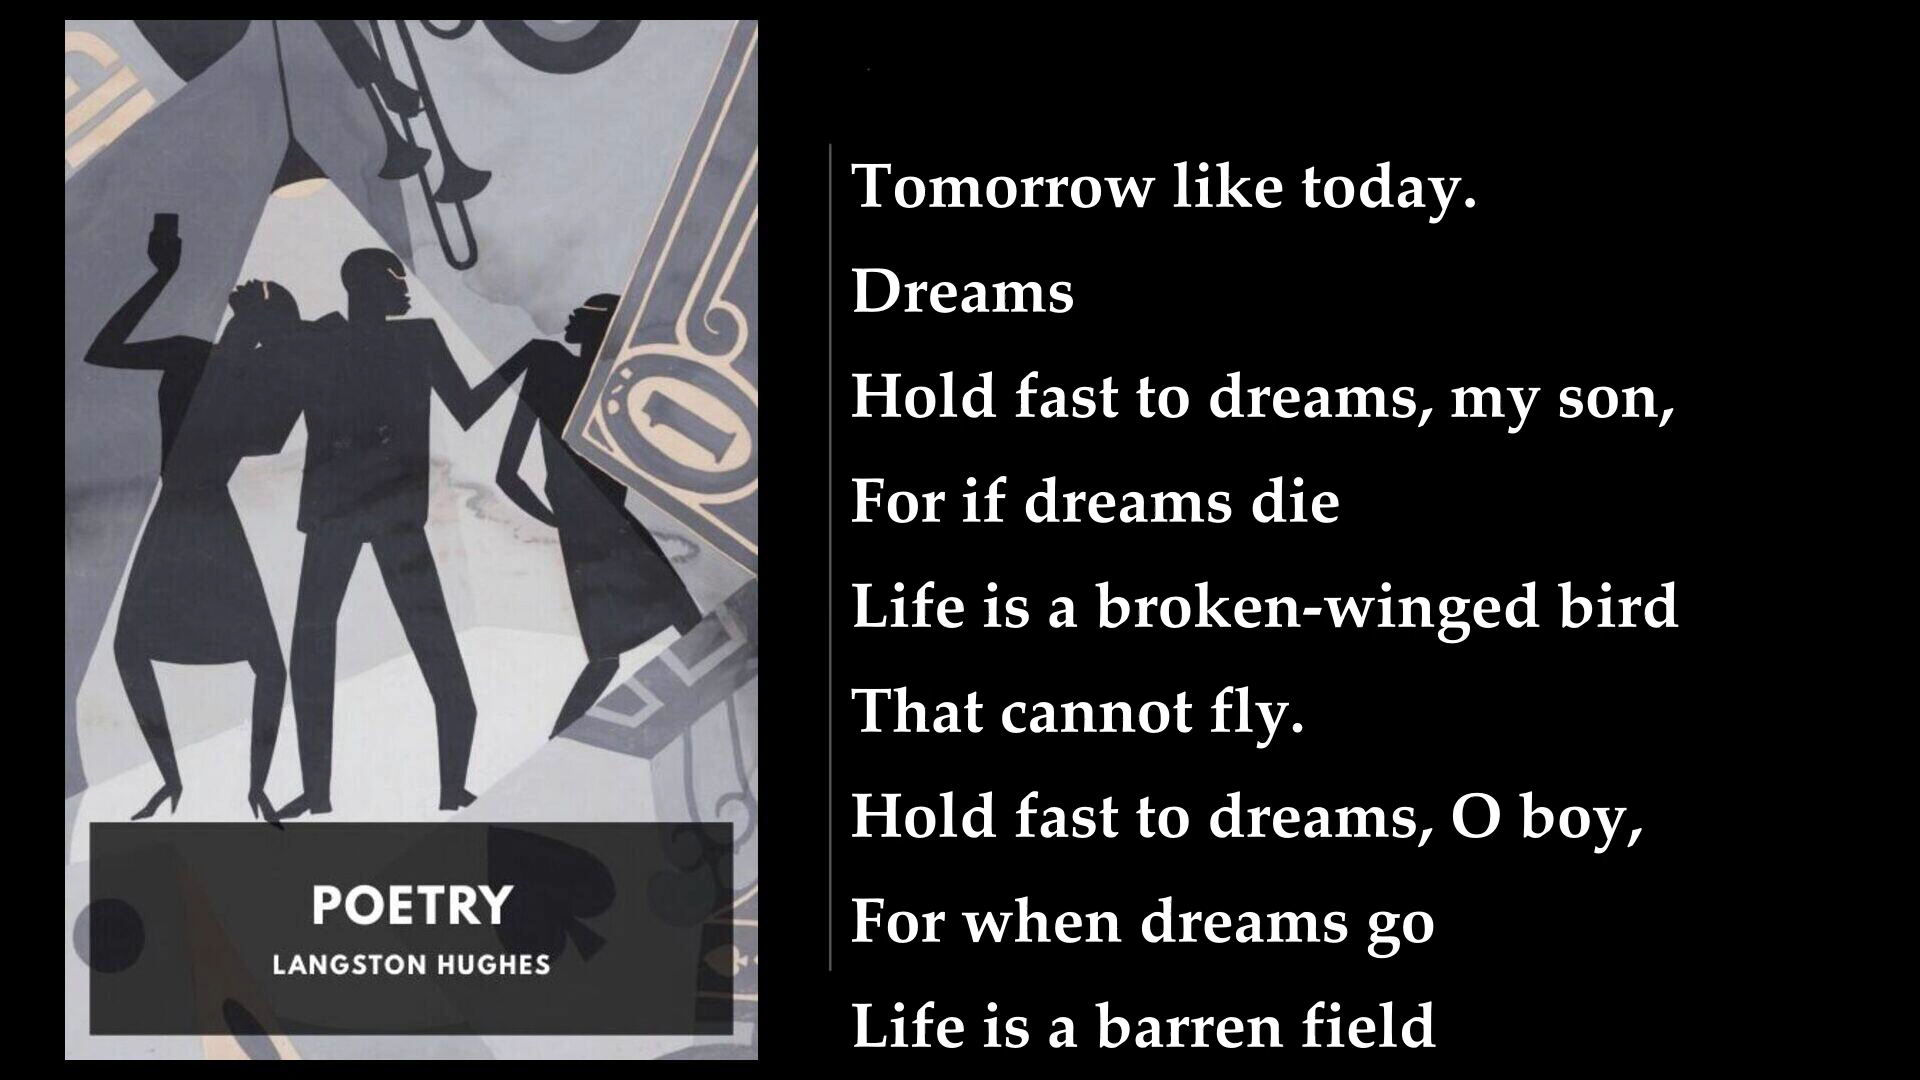 POETRY
LANGSTON HUGHES
Tomorrow like today.
Dreams
Hold fast to dreams, my son,
For if dreams die
Life is a broken-winged bird
That cannot fly.
Hold fast to dreams, O boy,
For when dreams go
Life is a barren field